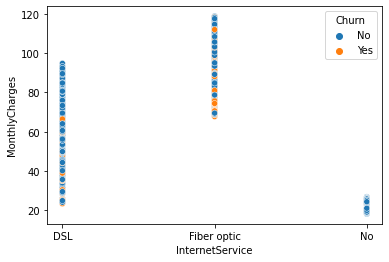 Churn
No
Yes
MonthlyCharges
120
100
80
60
40
20
DSL
Fiber optic
No
InternetService